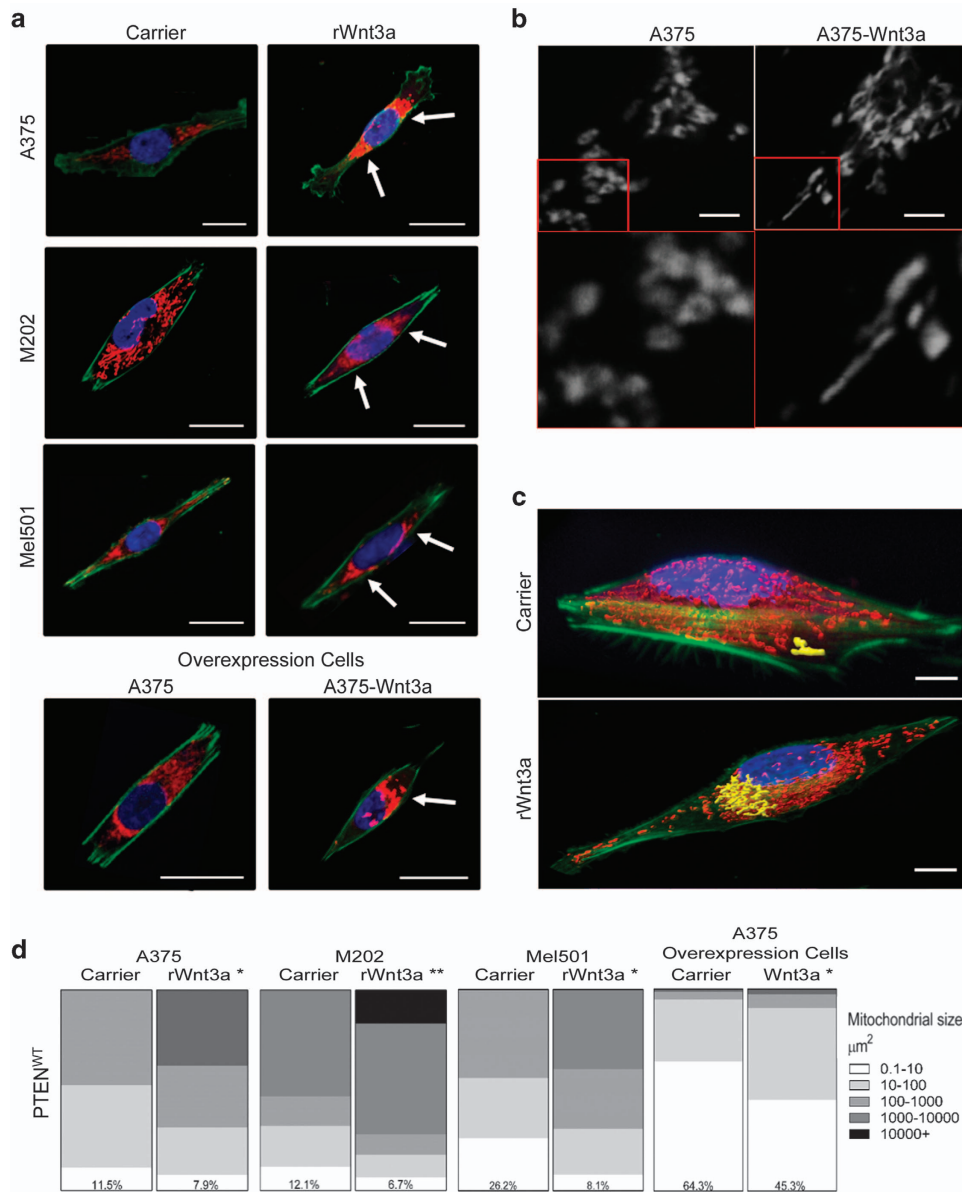 a
Carrier
rWnt3a
A375
M202
Mel501
Overexpression Cells
A375
A375-Wnt3a
b
A375
A375-Wnt3a
c
Carrier
rWnt3a
d
A375
Carrier
rWnt3a *
M202
Carrier
rWnt3a **
Mel501
Carrier
rWnt3a *
A375
Overexpression Cells
Carrier
Wnt3a *
PTEN^WT
11.5%
7.9%
12.1%
6.7%
26.2%
8.1%
64.3%
45.3%
Mitochondrial size
μm²
0.1-10
10-100
100-1000
1000-10000
10000+